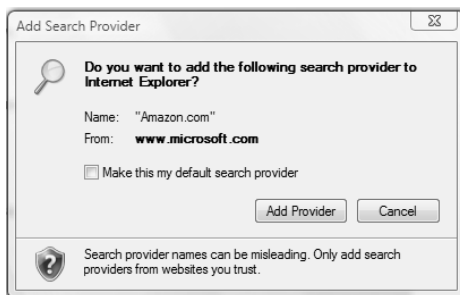 Add Search Provider
Do you want to add the following search provider to
Internet Explorer?
Name: "Amazon.com"
From: www.microsoft.com
Make this my default search provider
Add Provider Cancel
Search provider names can be misleading. Only add search
providers from websites you trust.